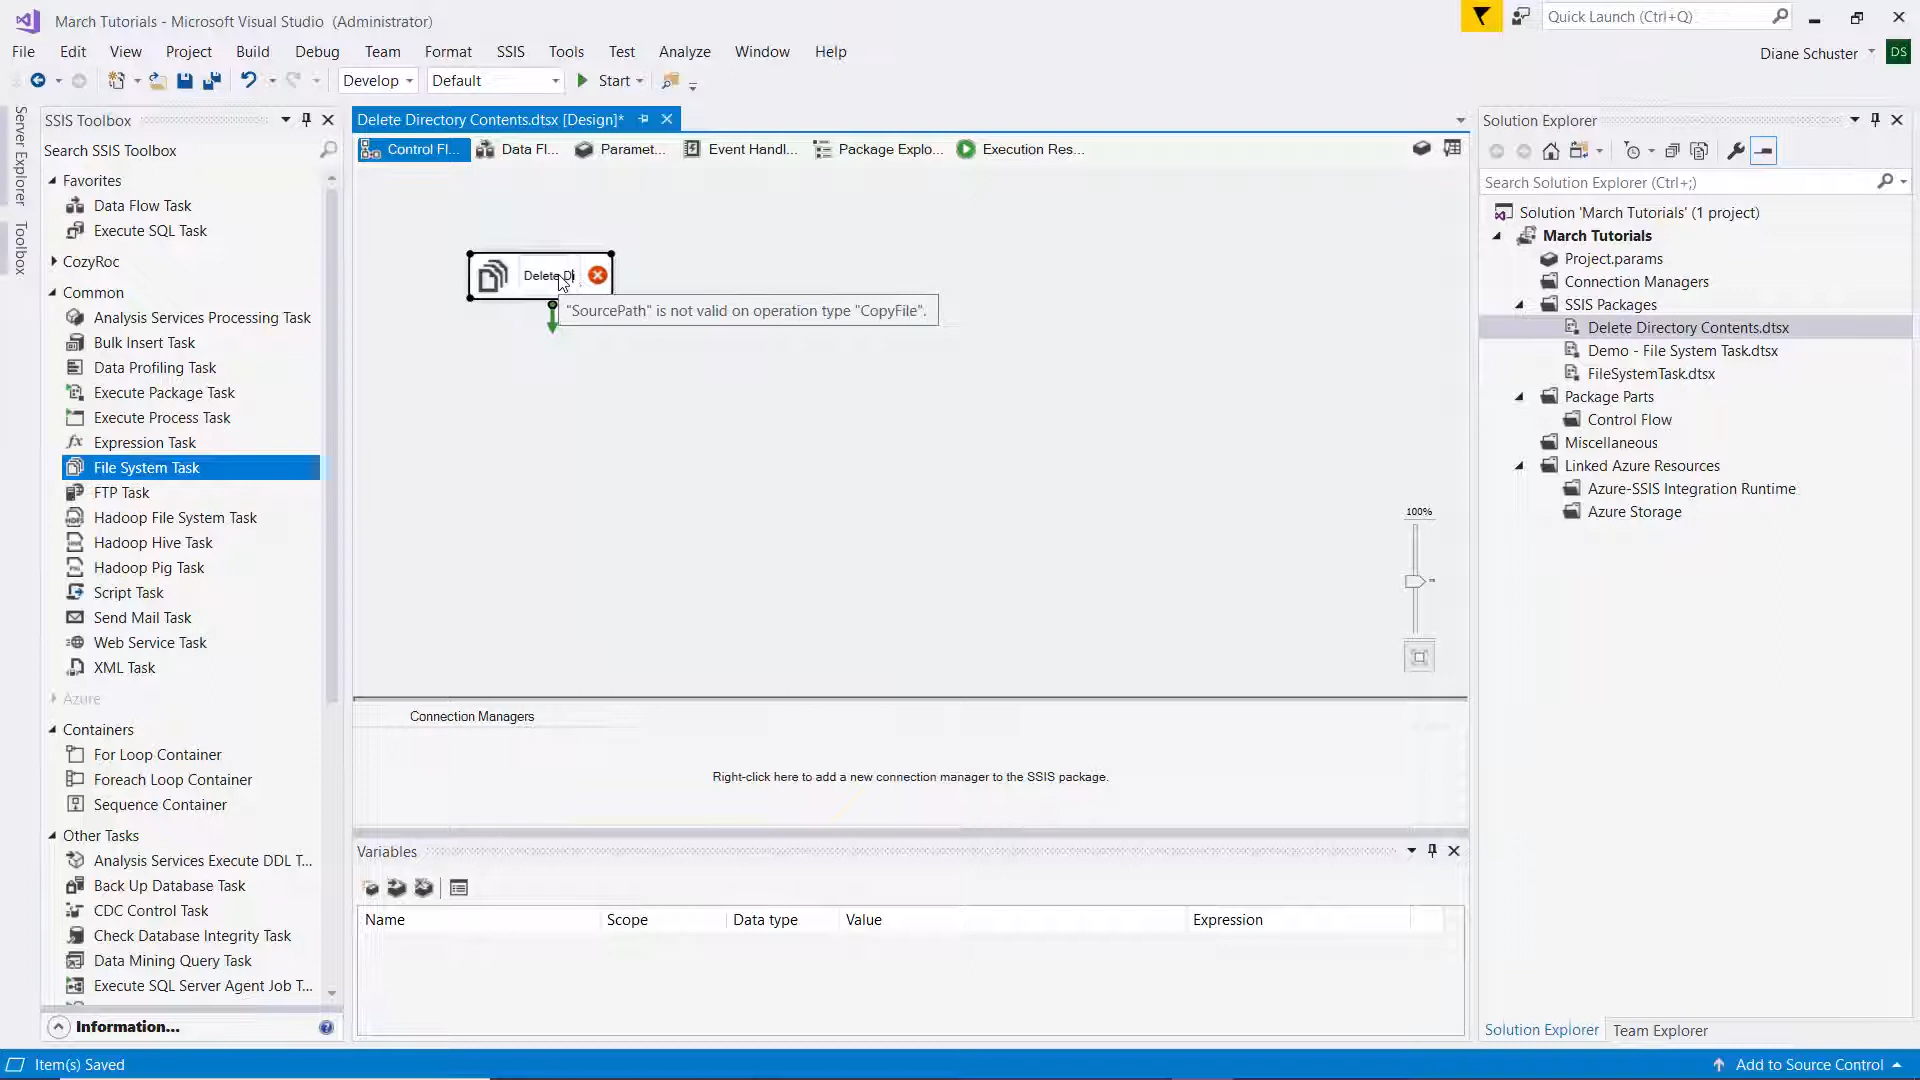 March Tutorials - Microsoft Visual Studio (Administrator)
Quick Launch (Ctrl+Q)
File Edit View Project Build Debug Team Format SSIS Tools Test Analyze Window Help
Diane Schuster DS
Develop Default Start
Server Explorer
Toolbox
SSIS Toolbox
Search SSIS Toolbox
Favorites
Data Flow Task
Execute SQL Task
CozyRoc
Common
Analysis Services Processing Task
Bulk Insert Task
Data Profiling Task
Execute Package Task
Execute Process Task
Expression Task
File System Task
FTP Task
Hadoop File System Task
Hadoop Hive Task
Hadoop Pig Task
Script Task
Send Mail Task
Web Service Task
XML Task
Azure
Containers
For Loop Container
Foreach Loop Container
Sequence Container
Other Tasks
Analysis Services Execute DDL T...
Back Up Database Task
CDC Control Task
Check Database Integrity Task
Data Mining Query Task
Execute SQL Server Agent Job T...
Information...
Delete Directory Contents.dtsx [Design]*
Control Fl... Data Fl... Paramet... Event Handl... Package Explo... Execution Res...
Delete Di
"SourcePath" is not valid on operation type "CopyFile".
100%
Connection Managers
Right-click here to add a new connection manager to the SSIS package.
Variables
Name Scope Data type Value Expression
Solution Explorer
Search Solution Explorer (Ctrl+;)
Solution 'March Tutorials' (1 project)
March Tutorials
Project.params
Connection Managers
SSIS Packages
Delete Directory Contents.dtsx
Demo - File System Task.dtsx
FileSystemTask.dtsx
Package Parts
Control Flow
Miscellaneous
Linked Azure Resources
Azure-SSIS Integration Runtime
Azure Storage
Solution Explorer Team Explorer
Item(s) Saved
Add to Source Control